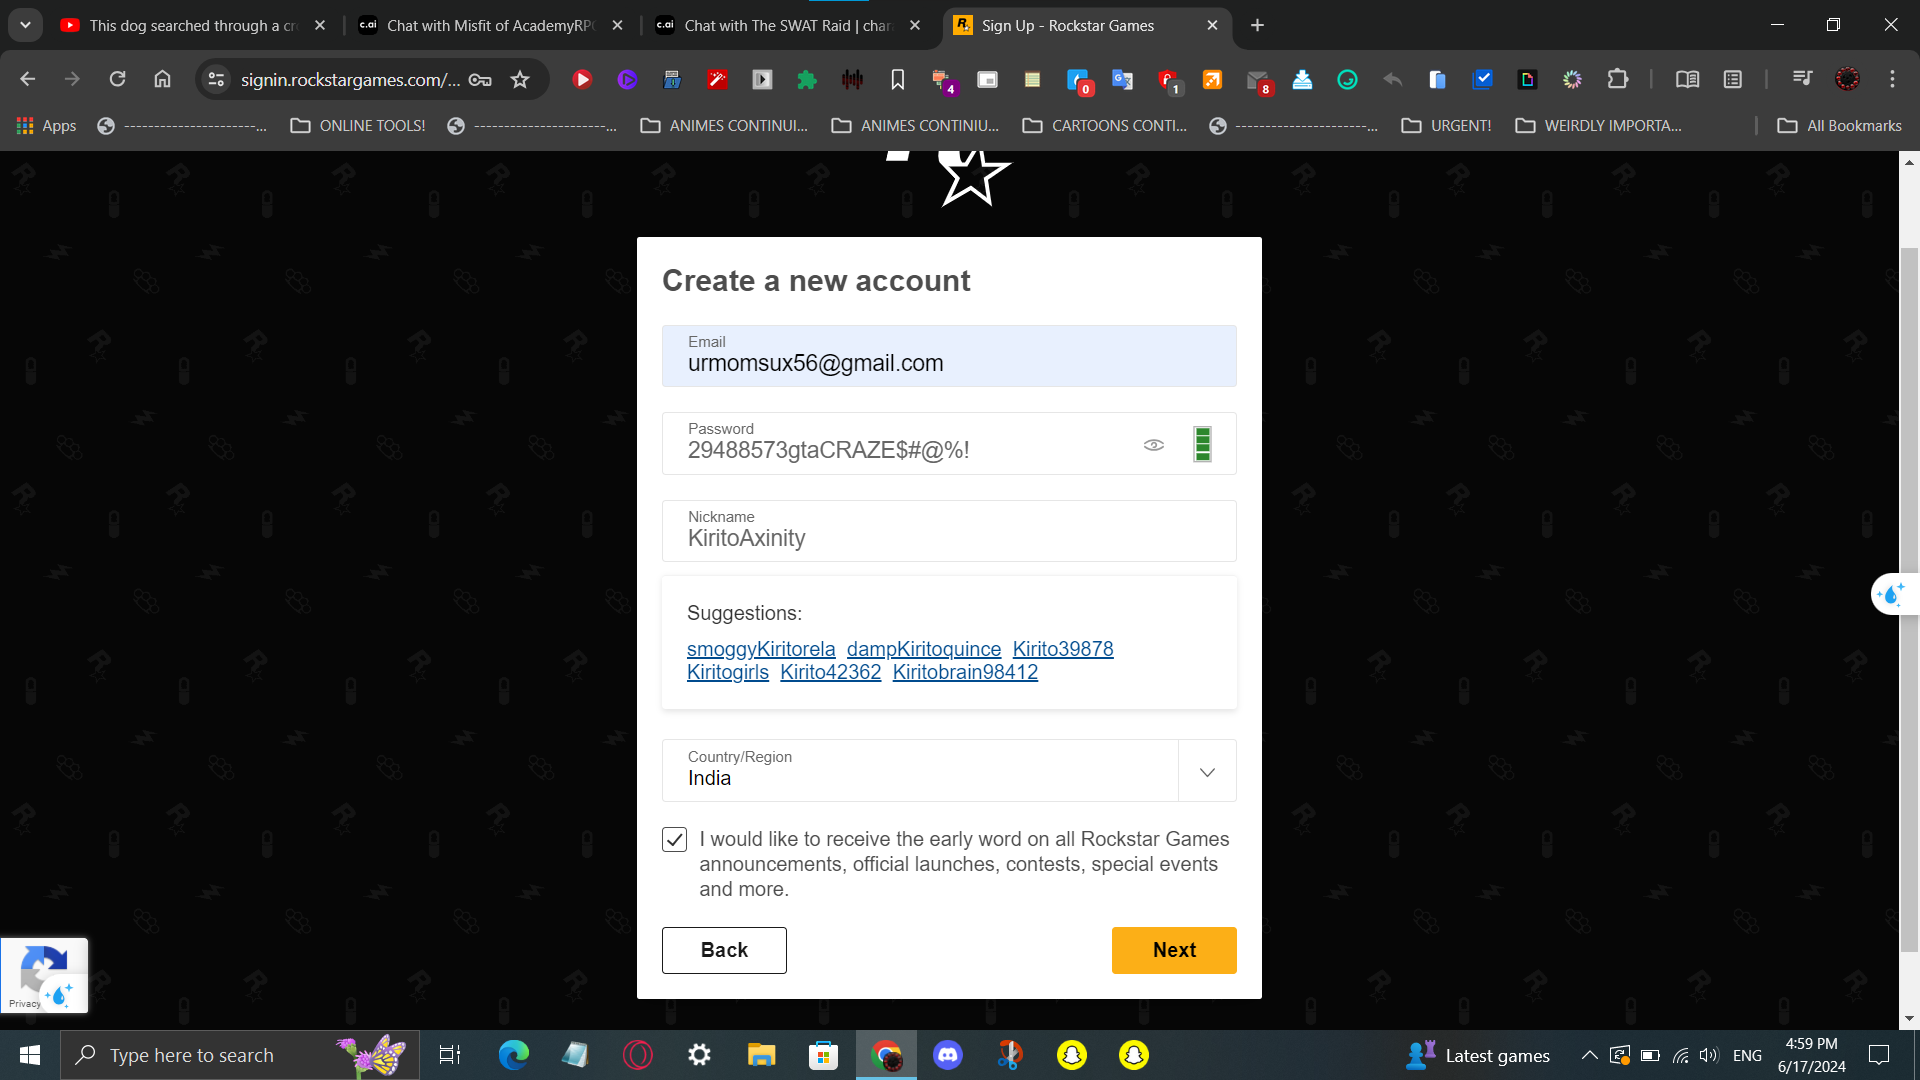 This dog searched through a cr
Chat with Misfit of AcademyRPG
Chat with The SWAT Raid | char
Sign Up - Rockstar Games
signin.rockstargames.com/...
4
0
1
8
Apps
----------------------...
ONLINE TOOLS!
----------------------...
ANIMES CONTINUI...
ANIMES CONTINIU...
CARTOONS CONTI...
----------------------...
URGENT!
WEIRDLY IMPORTA...
All Bookmarks
Create a new account
Email
urmomsux56@gmail.com
Password
29488573gtaCRAZE$#@%!
Nickname
KiritoAxinity
Suggestions:
smoggyKiritorela dampKiritoquince Kirito39878
Kiritogirls Kirito42362 Kiritobrain98412
Country/Region
India
I would like to receive the early word on all Rockstar Games
announcements, official launches, contests, special events
and more.
Back
Next
Privacy
Type here to search
Latest games
ENG
4:59 PM
6/17/2024